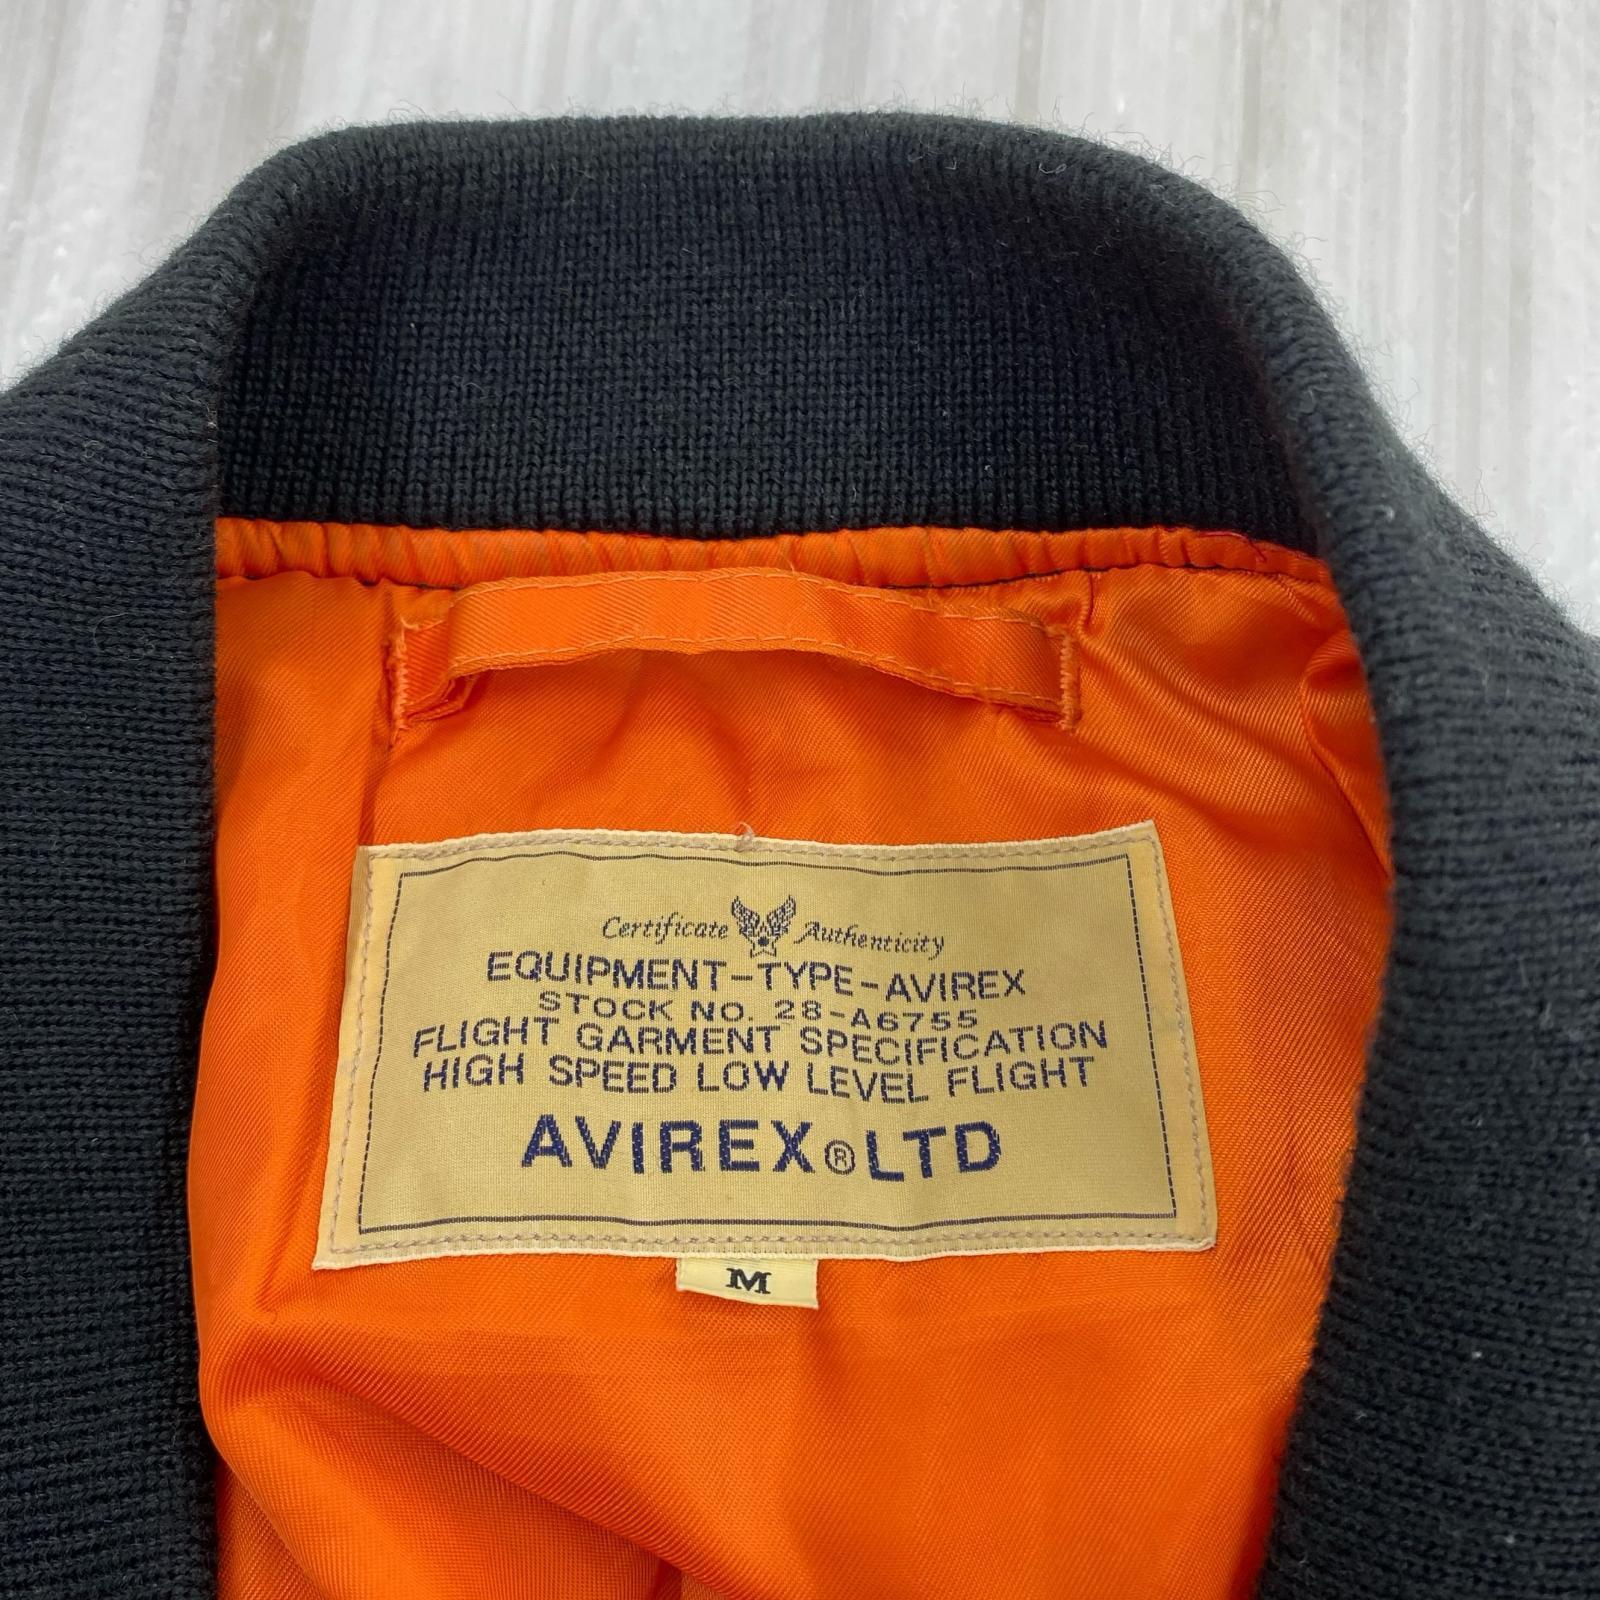 Certificate Authenticity
EQUIPMENT-TYPE-AVIREX
STOCK NO. 28-A6755
FLIGHT GARMENT SPECIFICATION
HIGH SPEED LOW LEVEL FLIGHT
AVIREX®LTD
M